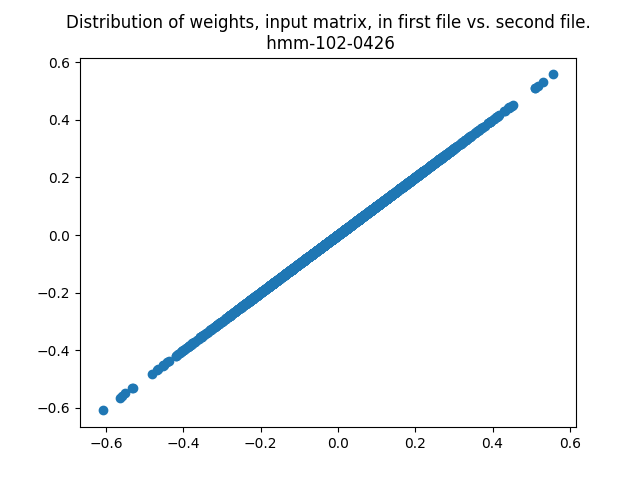 Distribution of weights, input matrix, in first file vs. second file.
hmm-102-0426
0.6
0.4
0.2
0.0
−0.2
−0.4
−0.6
−0.6 −0.4 −0.2 0.0 0.2 0.4 0.6